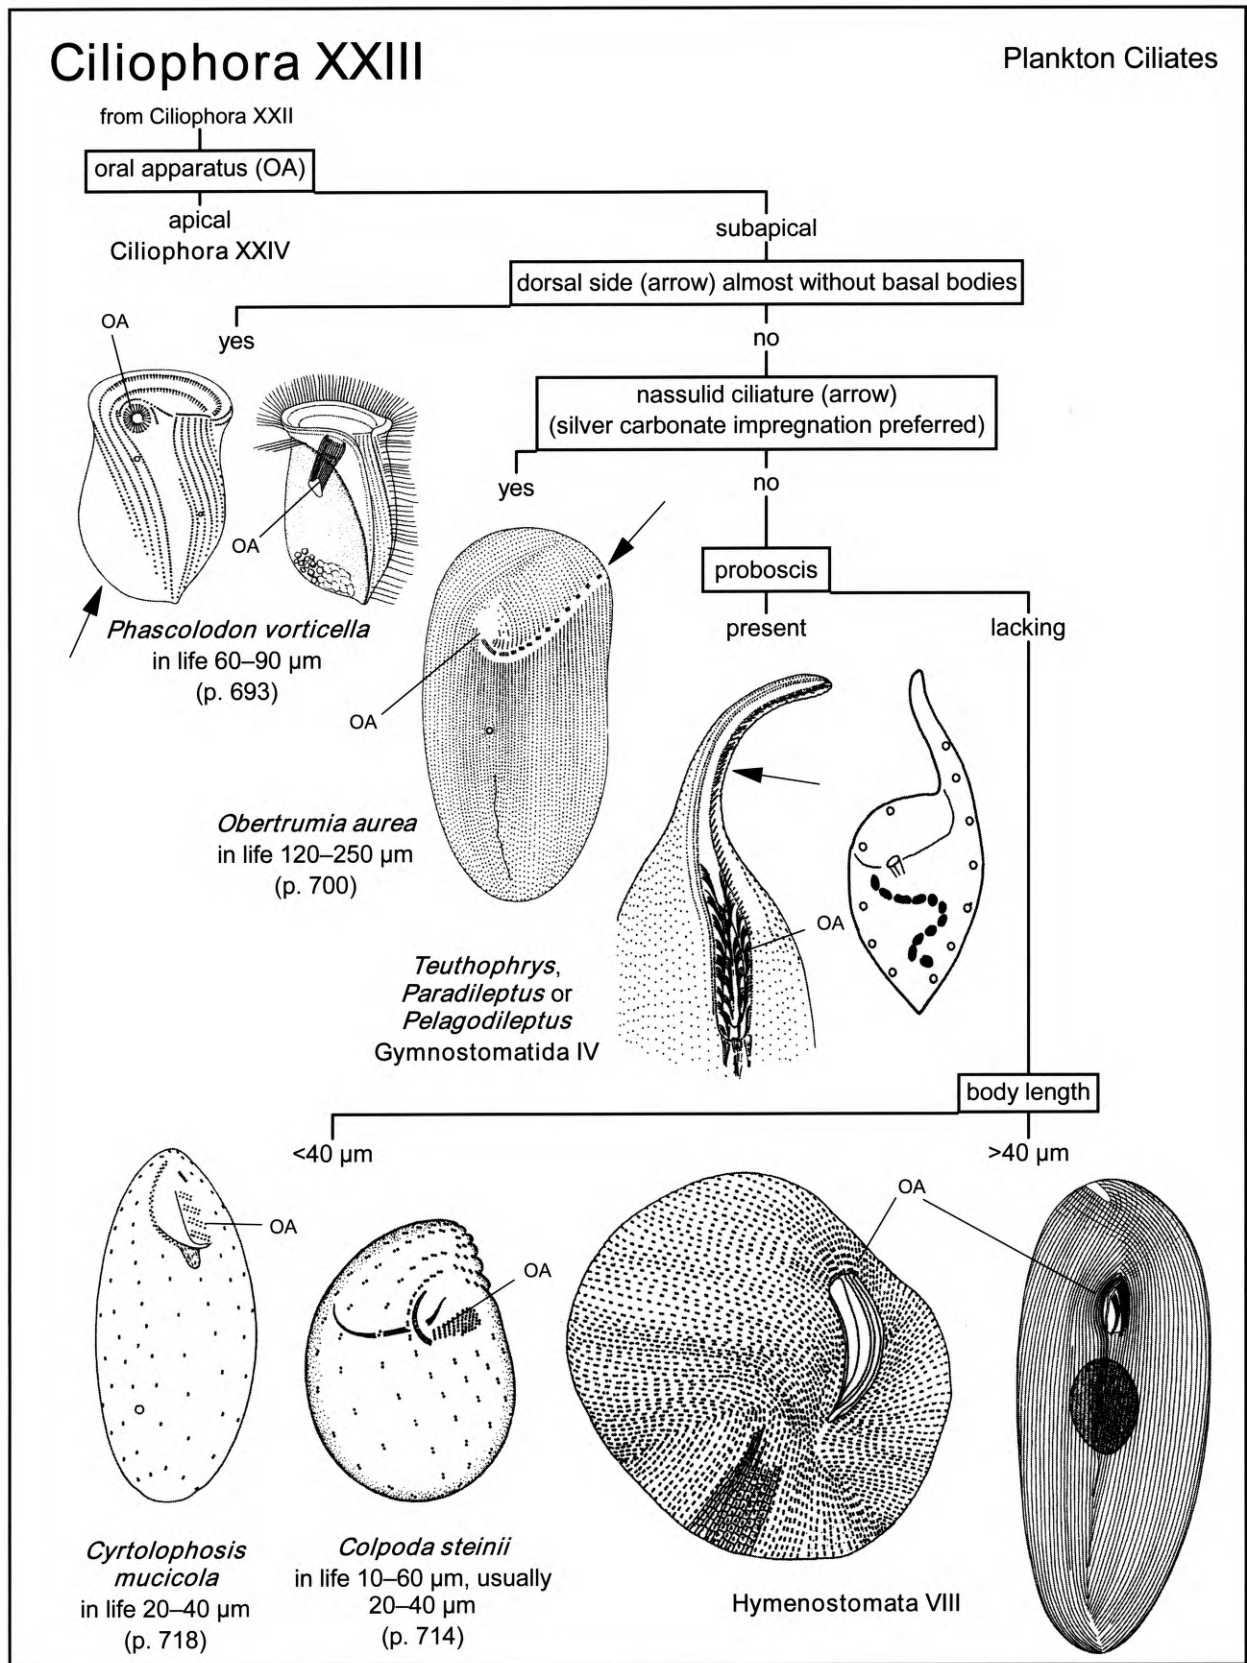 Ciliophora XXIII
Plankton Ciliates
from Ciliophora XXII
oral apparatus (OA)
apical
Ciliophora XXIV
subapical
dorsal side (arrow) almost without basal bodies
yes
no
OA
OA
Phascolodon vorticella
in life 60–90 µm
(p. 693)
nassulid ciliature (arrow)
(silver carbonate impregnation preferred)
yes
no
OA
Obertrumia aurea
in life 120–250 µm
(p. 700)
proboscis
present
lacking
OA
Teuthophrys,
Paradileptus or
Pelagodileptus
Gymnostomatida IV
body length
<40 µm
>40 µm
OA
OA
OA
Cyrtolophosis
mucicola
in life 20–40 µm
(p. 718)
Colpoda steinii
in life 10–60 µm, usually
20–40 µm
(p. 714)
Hymenostomata VIII